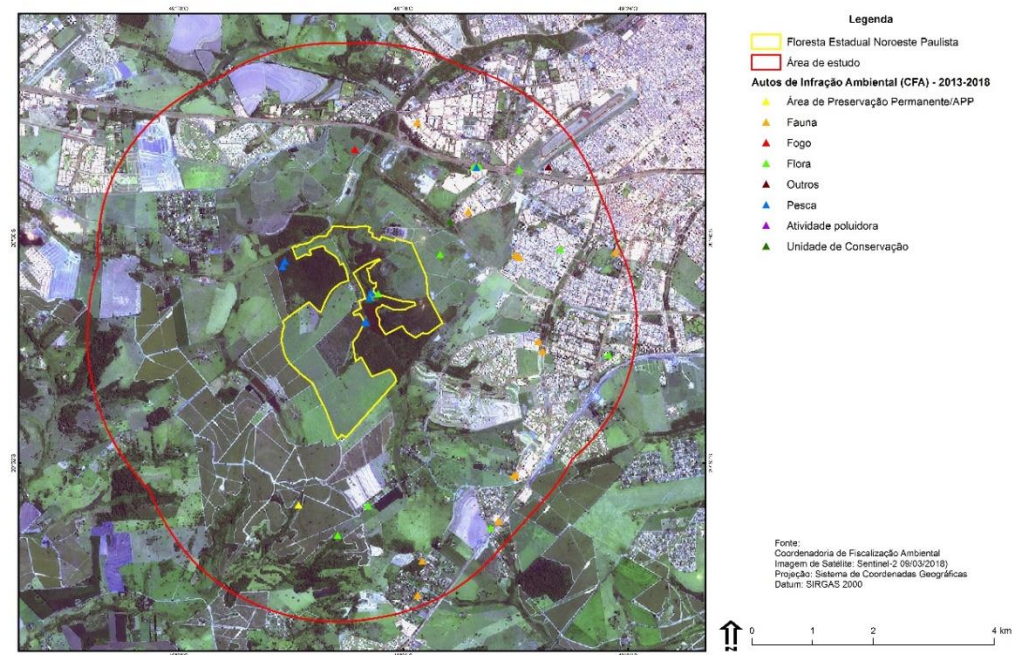 Legenda
Floresta Estadual Noroeste Paulista
Área de estudo
Autos de Infração Ambiental (CFA) - 2013-2018
Área de Preservação Permanente/APP
Fauna
Fogo
Flora
Outros
Pesca
Atividade poluidora
Unidade de Conservação
Fonte:
Coordenadoria de Fiscalização Ambiental
Imagem de Satélite: Sentinel-2 09/03/2018)
Projeção: Sistema de Coordenadas Geográficas
Datum: SIRGAS 2000
N
0 1 2 4 km